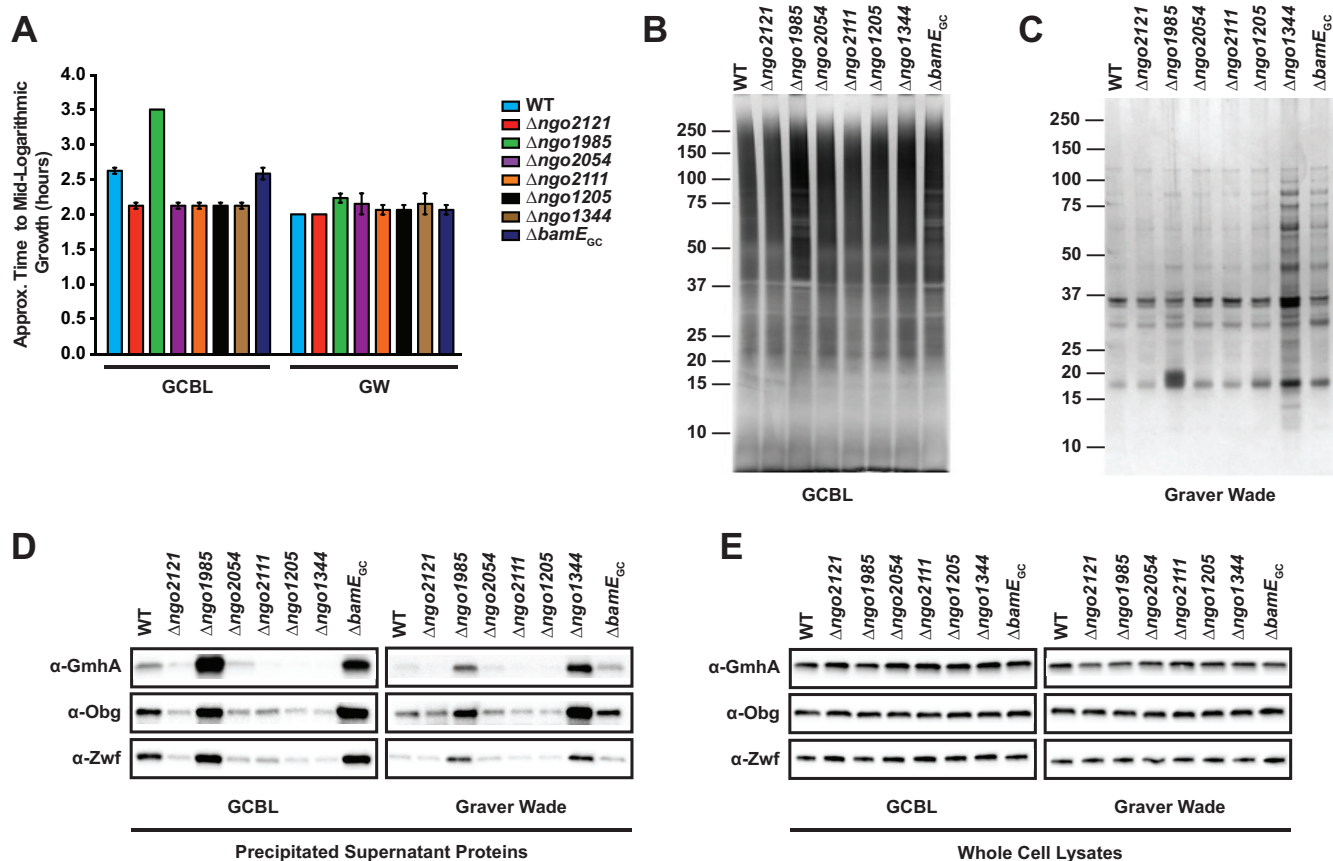 A
Approx. Time to Mid-Logarithmic
Growth (hours)
4.0
3.5
3.0
2.5
2.0
1.5
1.0
0.5
0.0
GCBL
GW
WT
Δngo2121
Δngo1985
Δngo2054
Δngo2111
Δngo1205
Δngo1344
ΔbamEGC
B
WT
Δngo2121
Δngo1985
Δngo2054
Δngo2111
Δngo1205
Δngo1344
ΔbamEGC
250
150
100
75
50
37
25
20
15
10
GCBL
C
WT
Δngo2121
Δngo1985
Δngo2054
Δngo2111
Δngo1205
Δngo1344
ΔbamEGC
250
150
100
75
50
37
25
20
15
10
Graver Wade
D
WT
Δngo2121
Δngo1985
Δngo2054
Δngo2111
Δngo1205
Δngo1344
ΔbamEGC
WT
Δngo2121
Δngo1985
Δngo2054
Δngo2111
Δngo1205
Δngo1344
ΔbamEGC
α-GmhA
α-Obg
α-Zwf
GCBL
Graver Wade
Precipitated Supernatant Proteins
E
WT
Δngo2121
Δngo1985
Δngo2054
Δngo2111
Δngo1205
Δngo1344
ΔbamEGC
WT
Δngo2121
Δngo1985
Δngo2054
Δngo2111
Δngo1205
Δngo1344
ΔbamEGC
α-GmhA
α-Obg
α-Zwf
GCBL
Graver Wade
Whole Cell Lysates